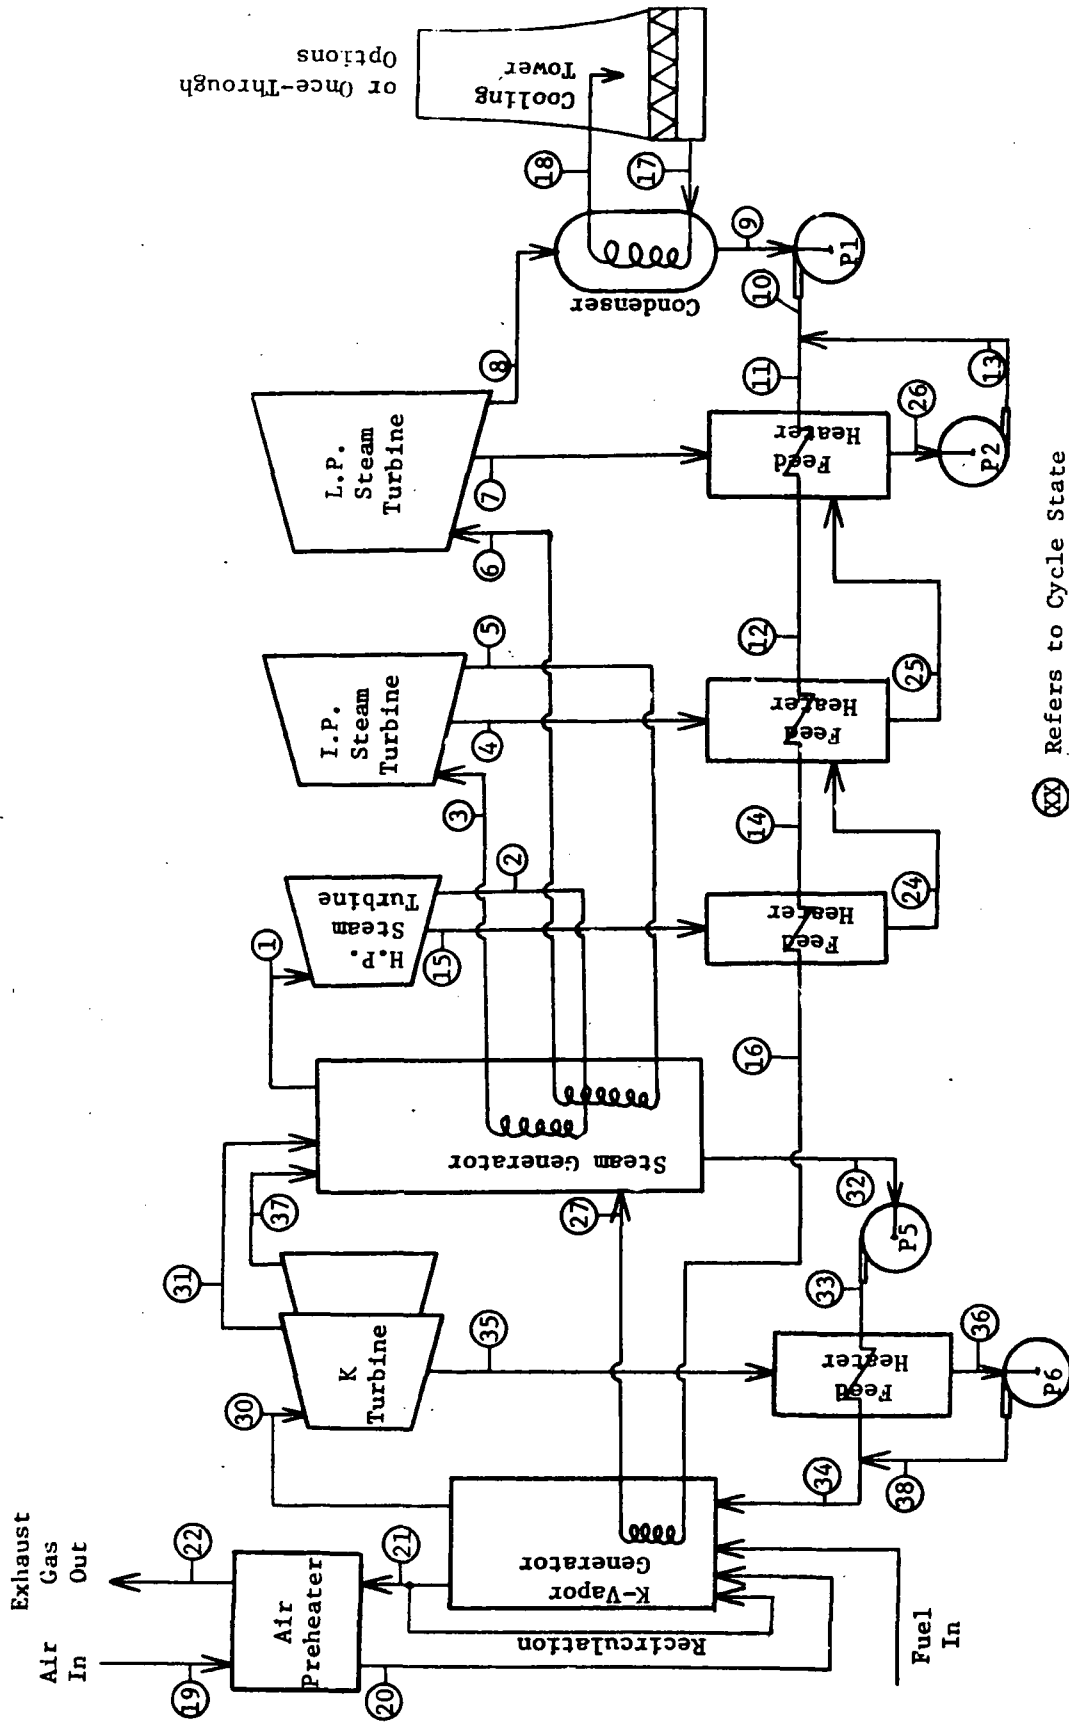 Exhaust
Gas
Out
Air
In
22
19
Air
Preheater
21
20
Recirculation
K-Vapor
Generator
Fuel
In
30
K
Turbine
31
37
35
34
38
Feed
Heater
36
P6
33
P5
32
27
Steam Generator
1
H.P.
Steam
Turbine
15
2
3
I.P.
Steam
Turbine
4
5
6
L.P.
Steam
Turbine
7
8
16
Feed
Heater
24
14
Feed
Heater
25
12
Feed
Heater
26
P2
13
11
10
P1
9
Condenser
18
17
Cooling
Tower
or Once-Through
Options
XX Refers to Cycle State